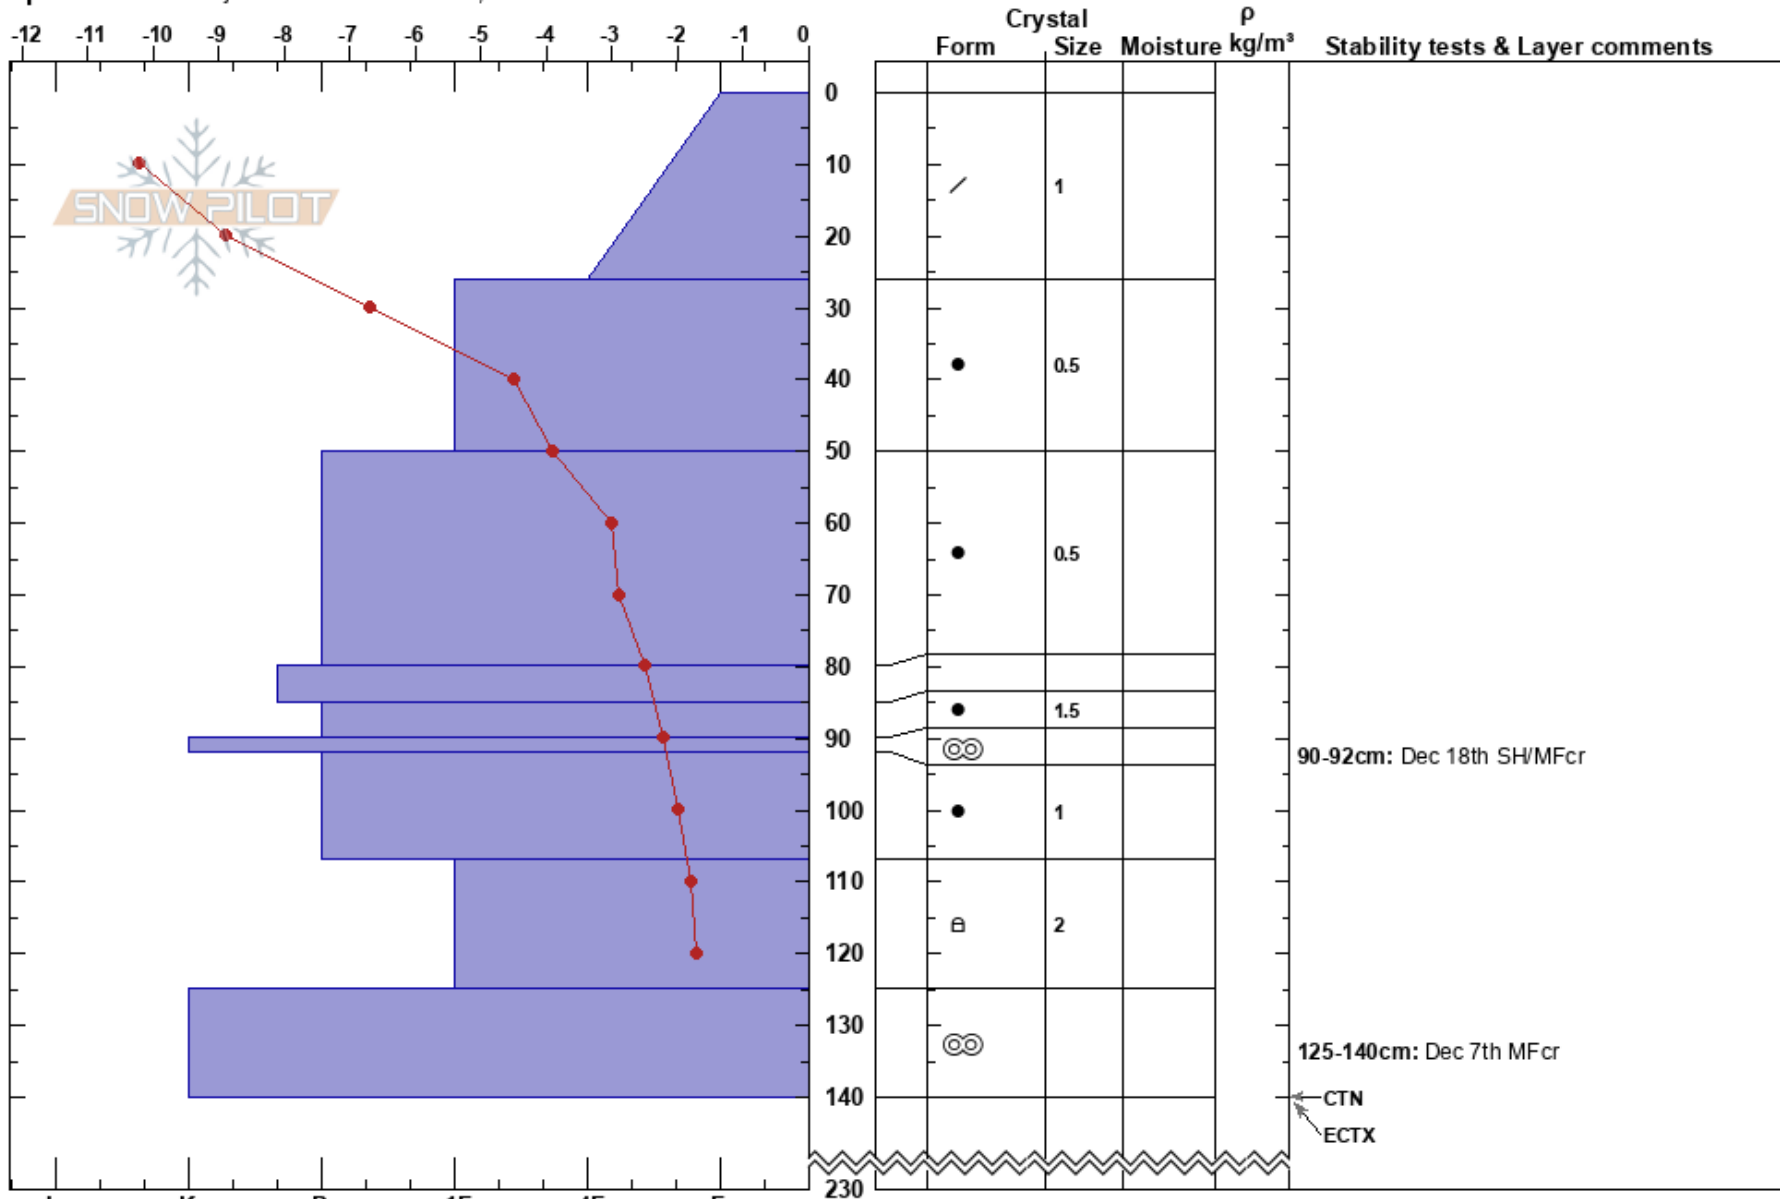 Crystal ρ
-12 -11 -10 -9 -8 -7 -6 -5 -4 -3 -2 -1 0 Form Size Moisture kg/m³ Stability tests & Layer comments
0
10
SNOW PILOT 1
20
30
0.5
40
50
0.5
60
70
80
1.5
90
90-92cm: Dec 18th SH/MFcr
100 1
110
2
120
130
125-140cm: Dec 7th MFcr
140 CTN
ECTX
230